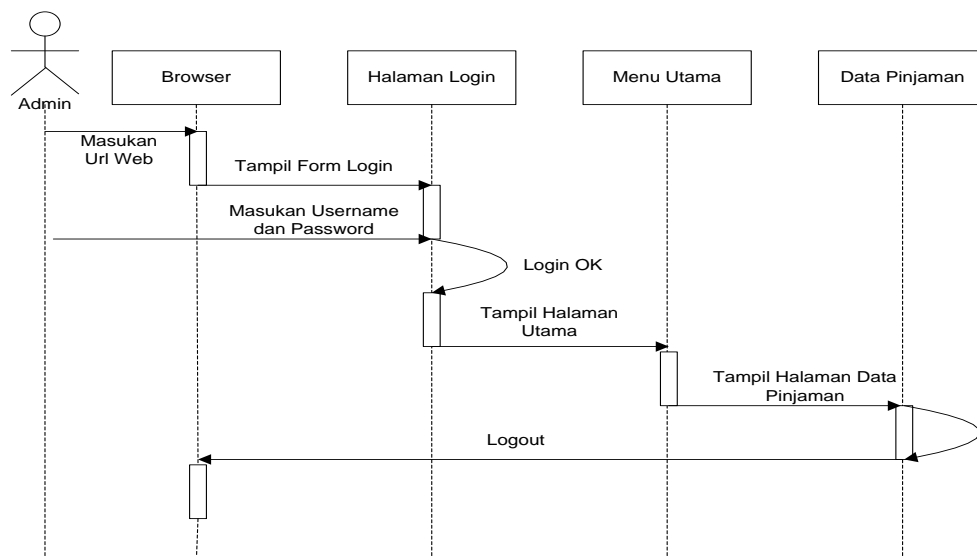 Browser
Halaman Login
Menu Utama
Data Pinjaman
Admin
Masukan
Url Web
Tampil Form Login
Masukan Username
dan Password
Login OK
Tampil Halaman
Utama
Tampil Halaman Data
Pinjaman
Logout